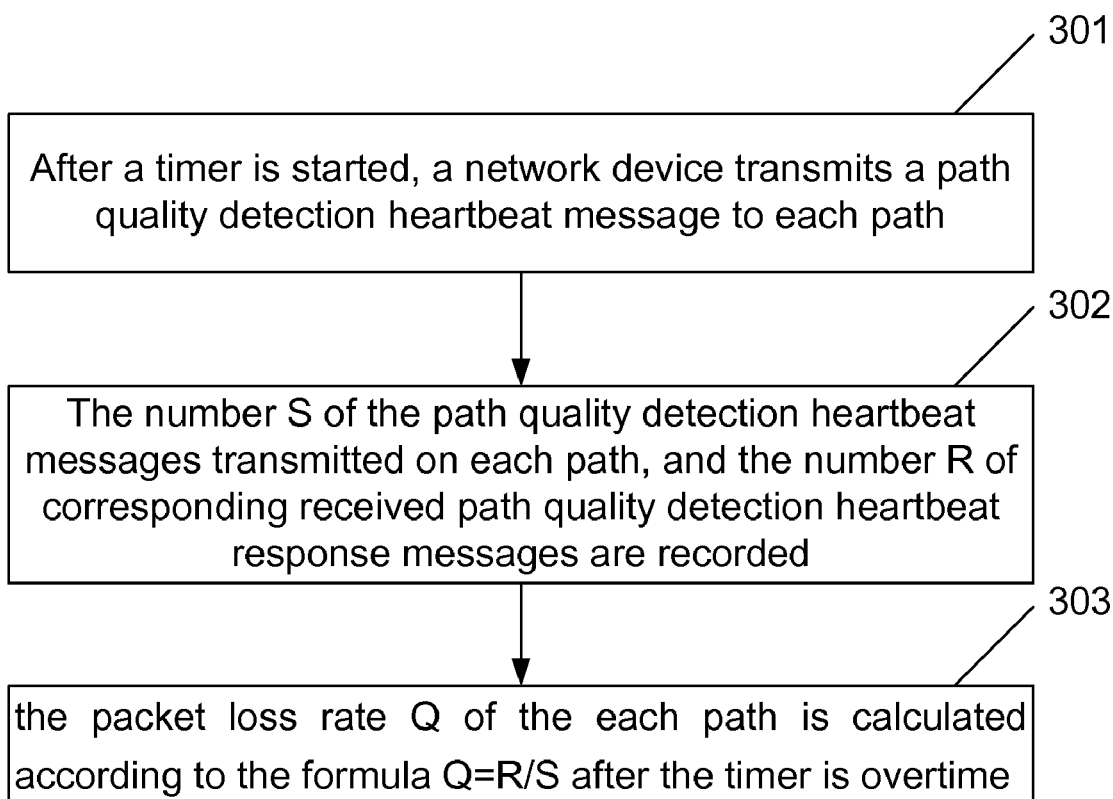 301
After a timer is started, a network device transmits a path
quality detection heartbeat message to each path
302
The number S of the path quality detection heartbeat
messages transmitted on each path, and the number R of
corresponding received path quality detection heartbeat
response messages are recorded
303
the packet loss rate Q of the each path is calculated
according to the formula Q=R/S after the timer is overtime